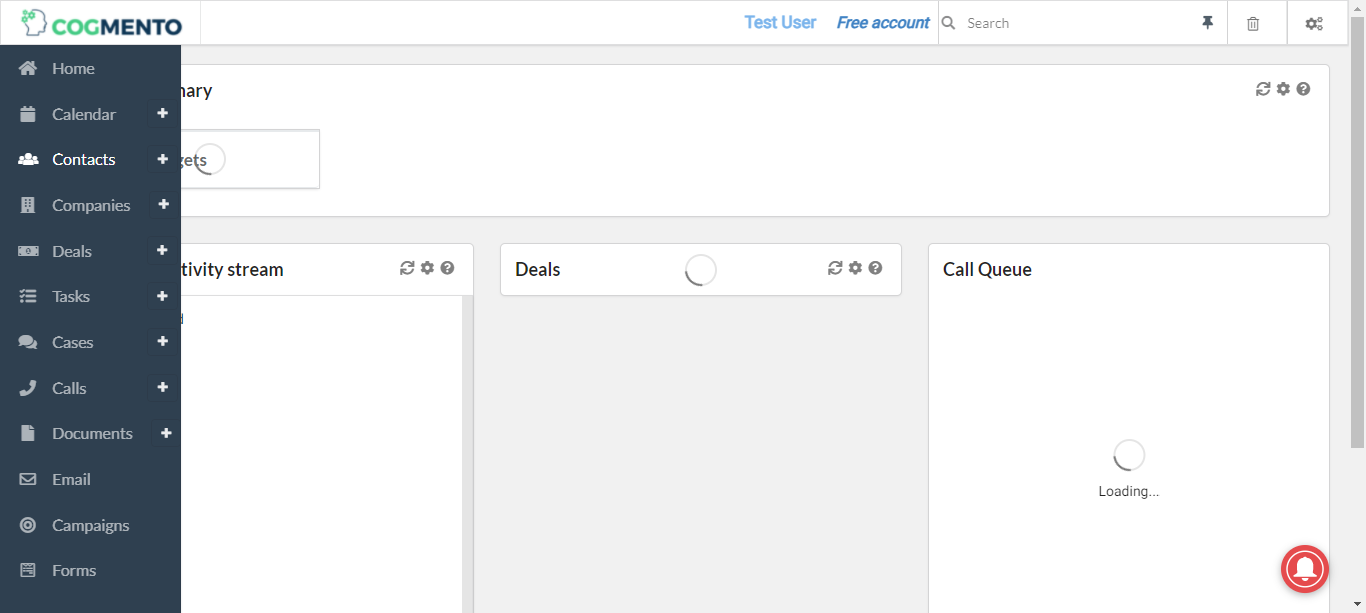 COGMENTO
Test User
Free account
Search
Home
Calendar
Contacts
Companies
Deals
Tasks
Cases
Calls
Documents
Email
Campaigns
Forms
nary
gets
tivity stream
d
Deals
Call Queue
Loading...